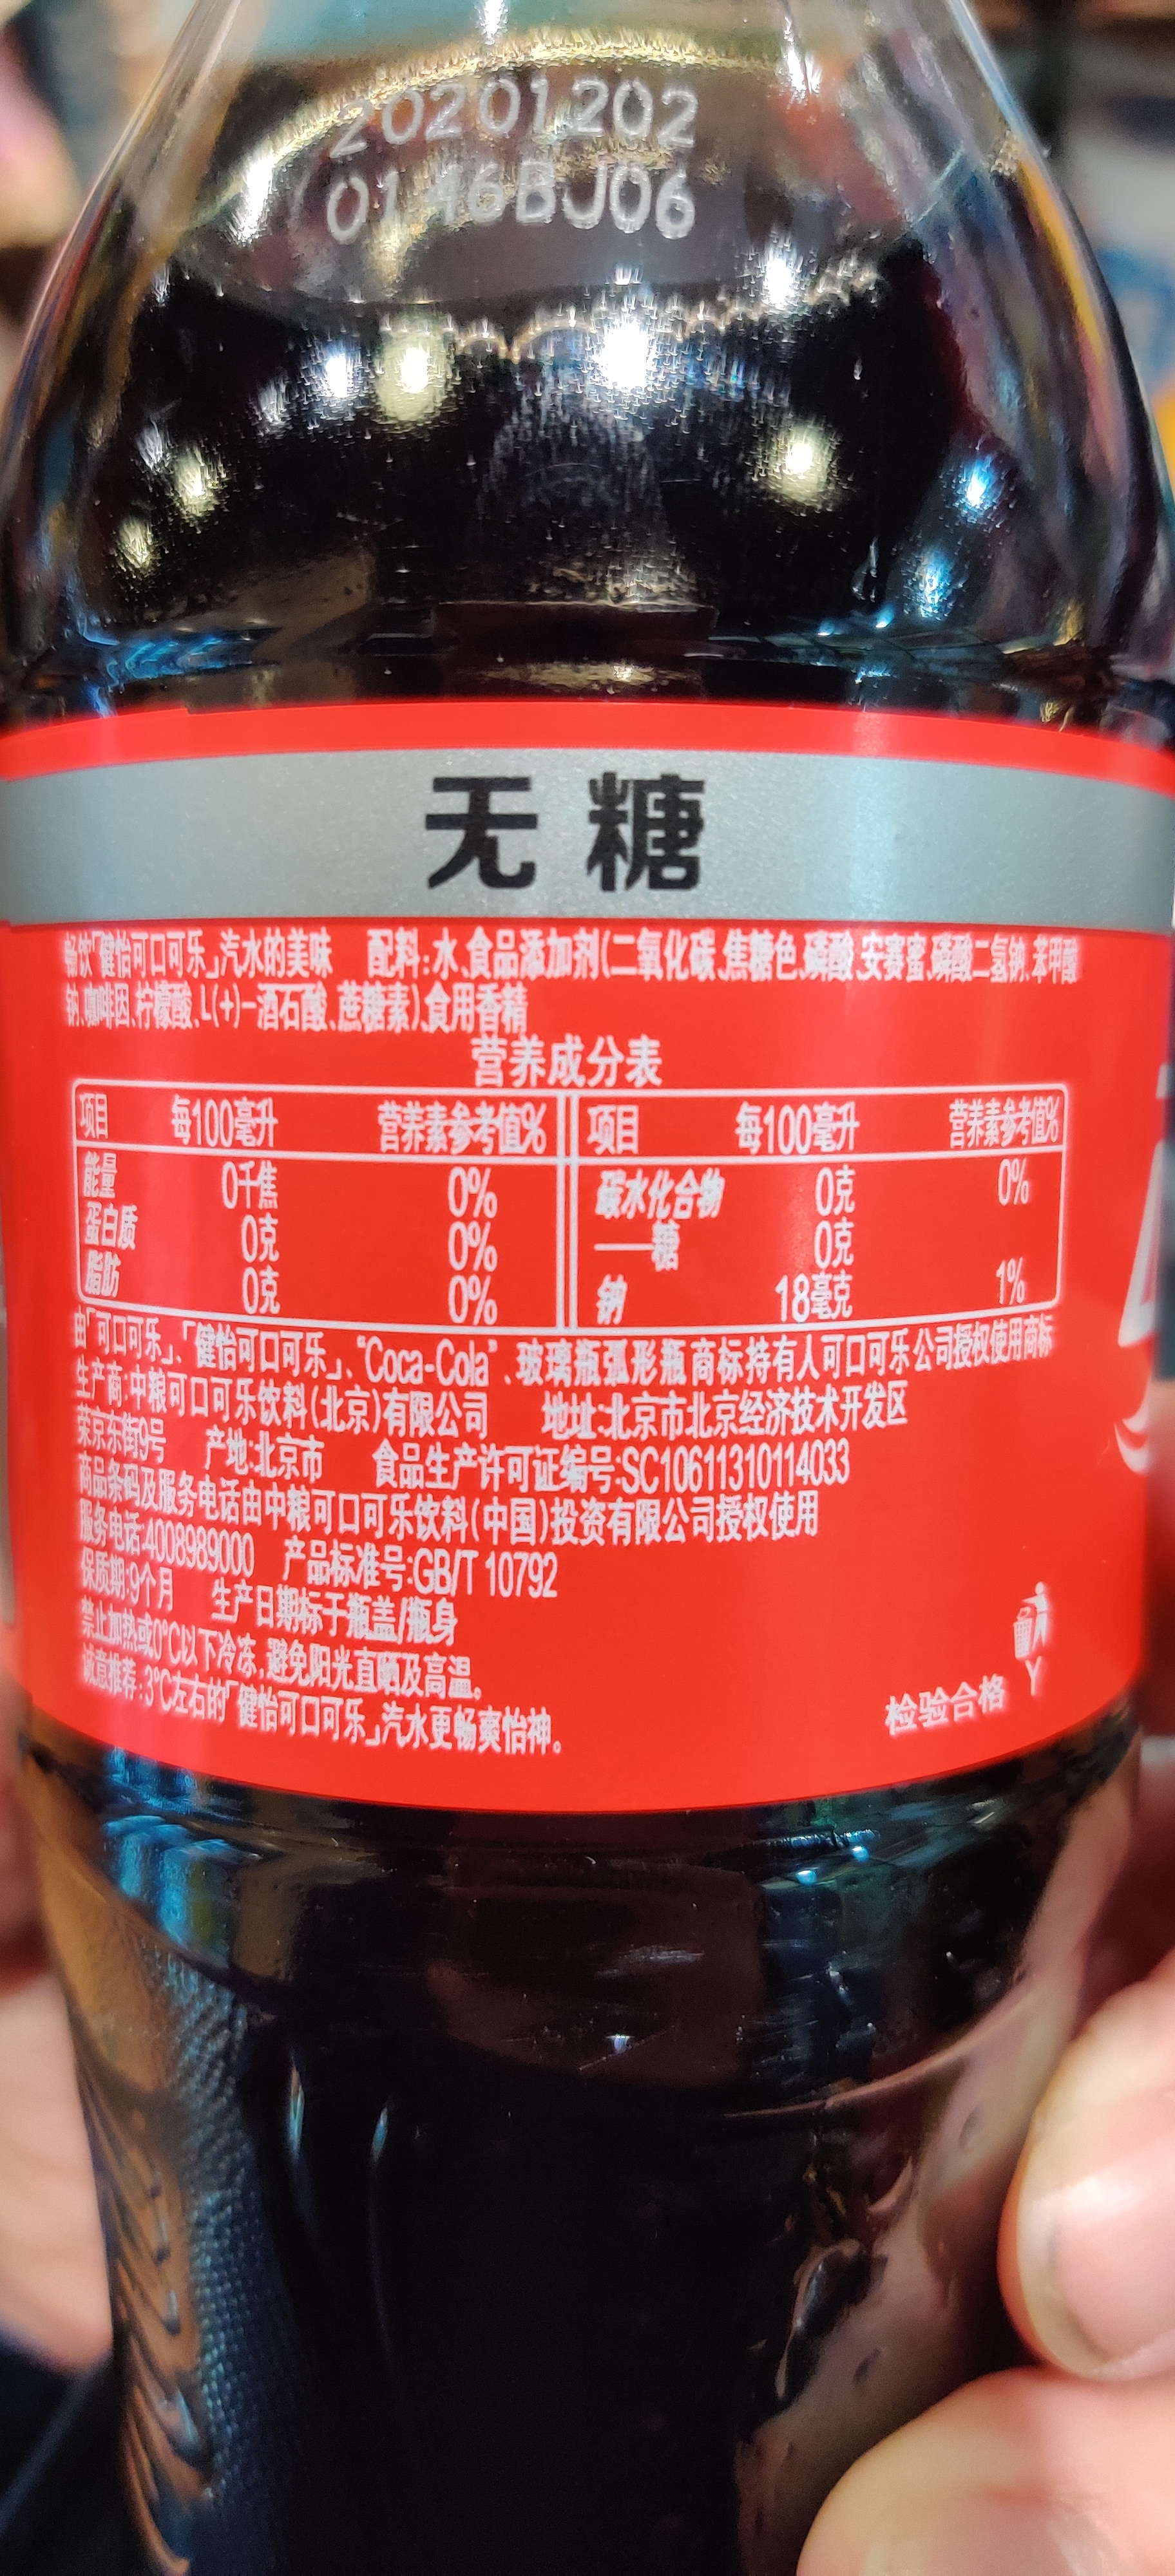 20201202
0146BJ06
无糖
畅饮「健怡可口可乐」汽水的美味 配料:水、食品添加剂(二氧化碳、焦糖色、磷酸、安赛蜜、磷酸二氢钠、苯甲酸
钠、咖啡因、柠檬酸、L(+)-酒石酸、蔗糖素)、食用香精
营养成分表
项目 每100毫升 营养素参考值% 项目 每100毫升 营养素参考值%
能量 0千焦 0% 碳水化合物 0克 0%
蛋白质 0克 0% ——糖 0克
脂肪 0克 0% 钠 18毫克 1%
由「可口可乐」、「健怡可口可乐」、“Coca-Cola”、玻璃瓶弧形瓶商标持有人可口可乐公司授权使用商标
生产商:中粮可口可乐饮料(北京)有限公司 地址:北京市北京经济技术开发区
荣京东街9号 产地:北京市 食品生产许可证编号:SC10611310114033
商品条码及服务电话由中粮可口可乐饮料(中国)投资有限公司授权使用
服务电话:4008989000 产品标准号:GB/T 10792
保质期:9个月 生产日期标于瓶盖/瓶身
禁止加热或0°C以下冷冻,避免阳光直晒及高温。
诚意推荐:3°C左右的「健怡可口可乐」汽水更畅爽怡神。
检验合格